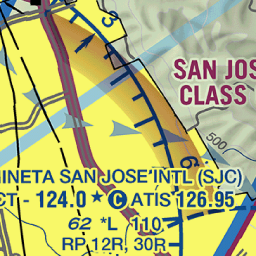 SAN JOS
CLASS
500
MINETA SAN JOSE INTL (SJC)
CT - 124.0 * C ATIS 126.95
62 *L 110
RP 12R, 30R